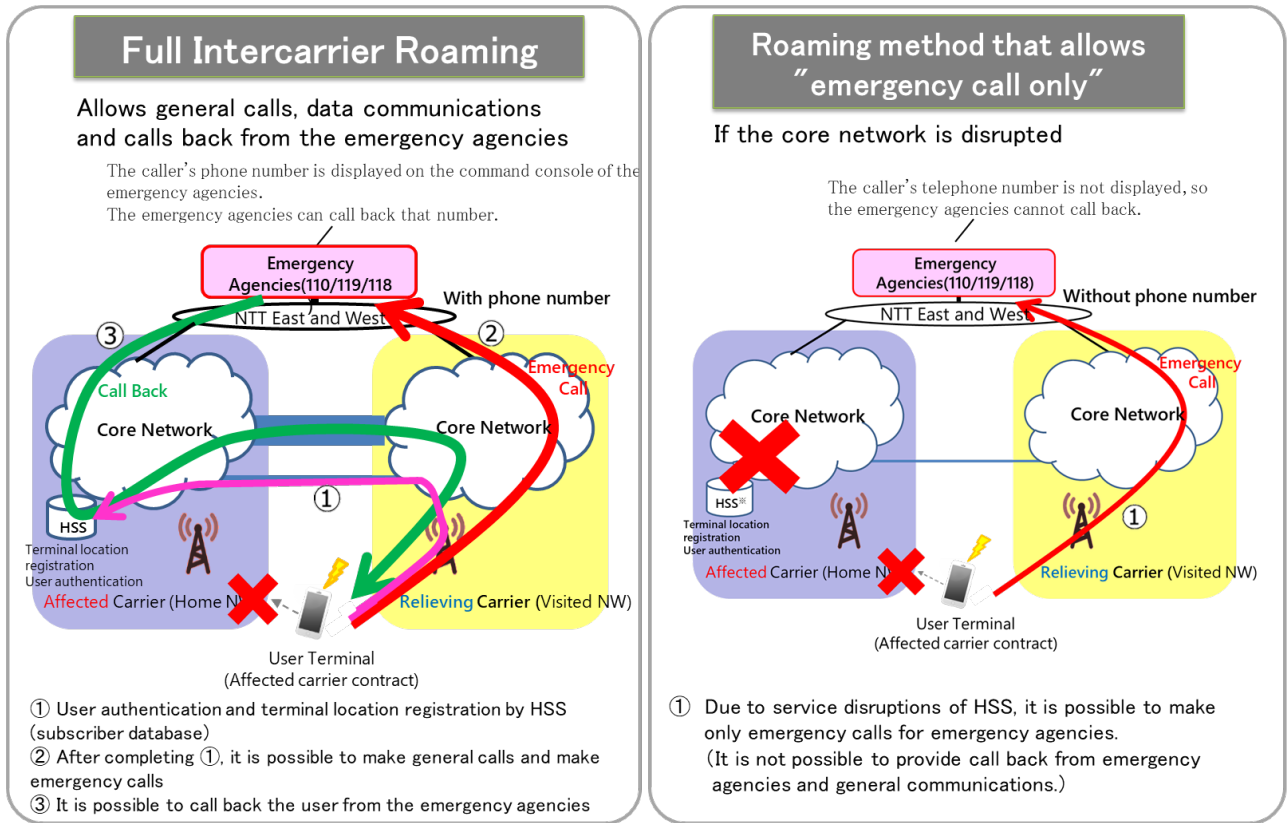 Full Intercarrier Roaming
Allows general calls, data communications
and calls back from the emergency agencies
The caller's phone number is displayed on the command console of the
emergency agencies.
The emergency agencies can call back that number.
Emergency
Agencies(110/119/118
With phone number
NTT East and West
③
②
Emergency
Call
Call Back
Core Network
Core Network
①
HSS
Terminal location
registration
User authentication
Affected Carrier (Home N
Relieving Carrier (Visited NW)
User Terminal
(Affected carrier contract)
① User authentication and terminal location registration by HSS
(subscriber database)
② After completing ①, it is possible to make general calls and make
emergency calls
③ It is possible to call back the user from the emergency agencies
Roaming method that allows
"emergency call only"
If the core network is disrupted
The caller's telephone number is not displayed, so
the emergency agencies cannot call back.
Emergency
Agencies(110/119/118)
Without phone number
NTT East and West
Emergency
Call
Core Network
Core Network
HSS※
①
Terminal location
registration
User authentication
Affected Carrier (Home N
Relieving Carrier (Visited NW)
User Terminal
(Affected carrier contract)
① Due to service disruptions of HSS, it is possible to make
only emergency calls for emergency agencies.
(It is not possible to provide call back from emergency
agencies and general communications.)